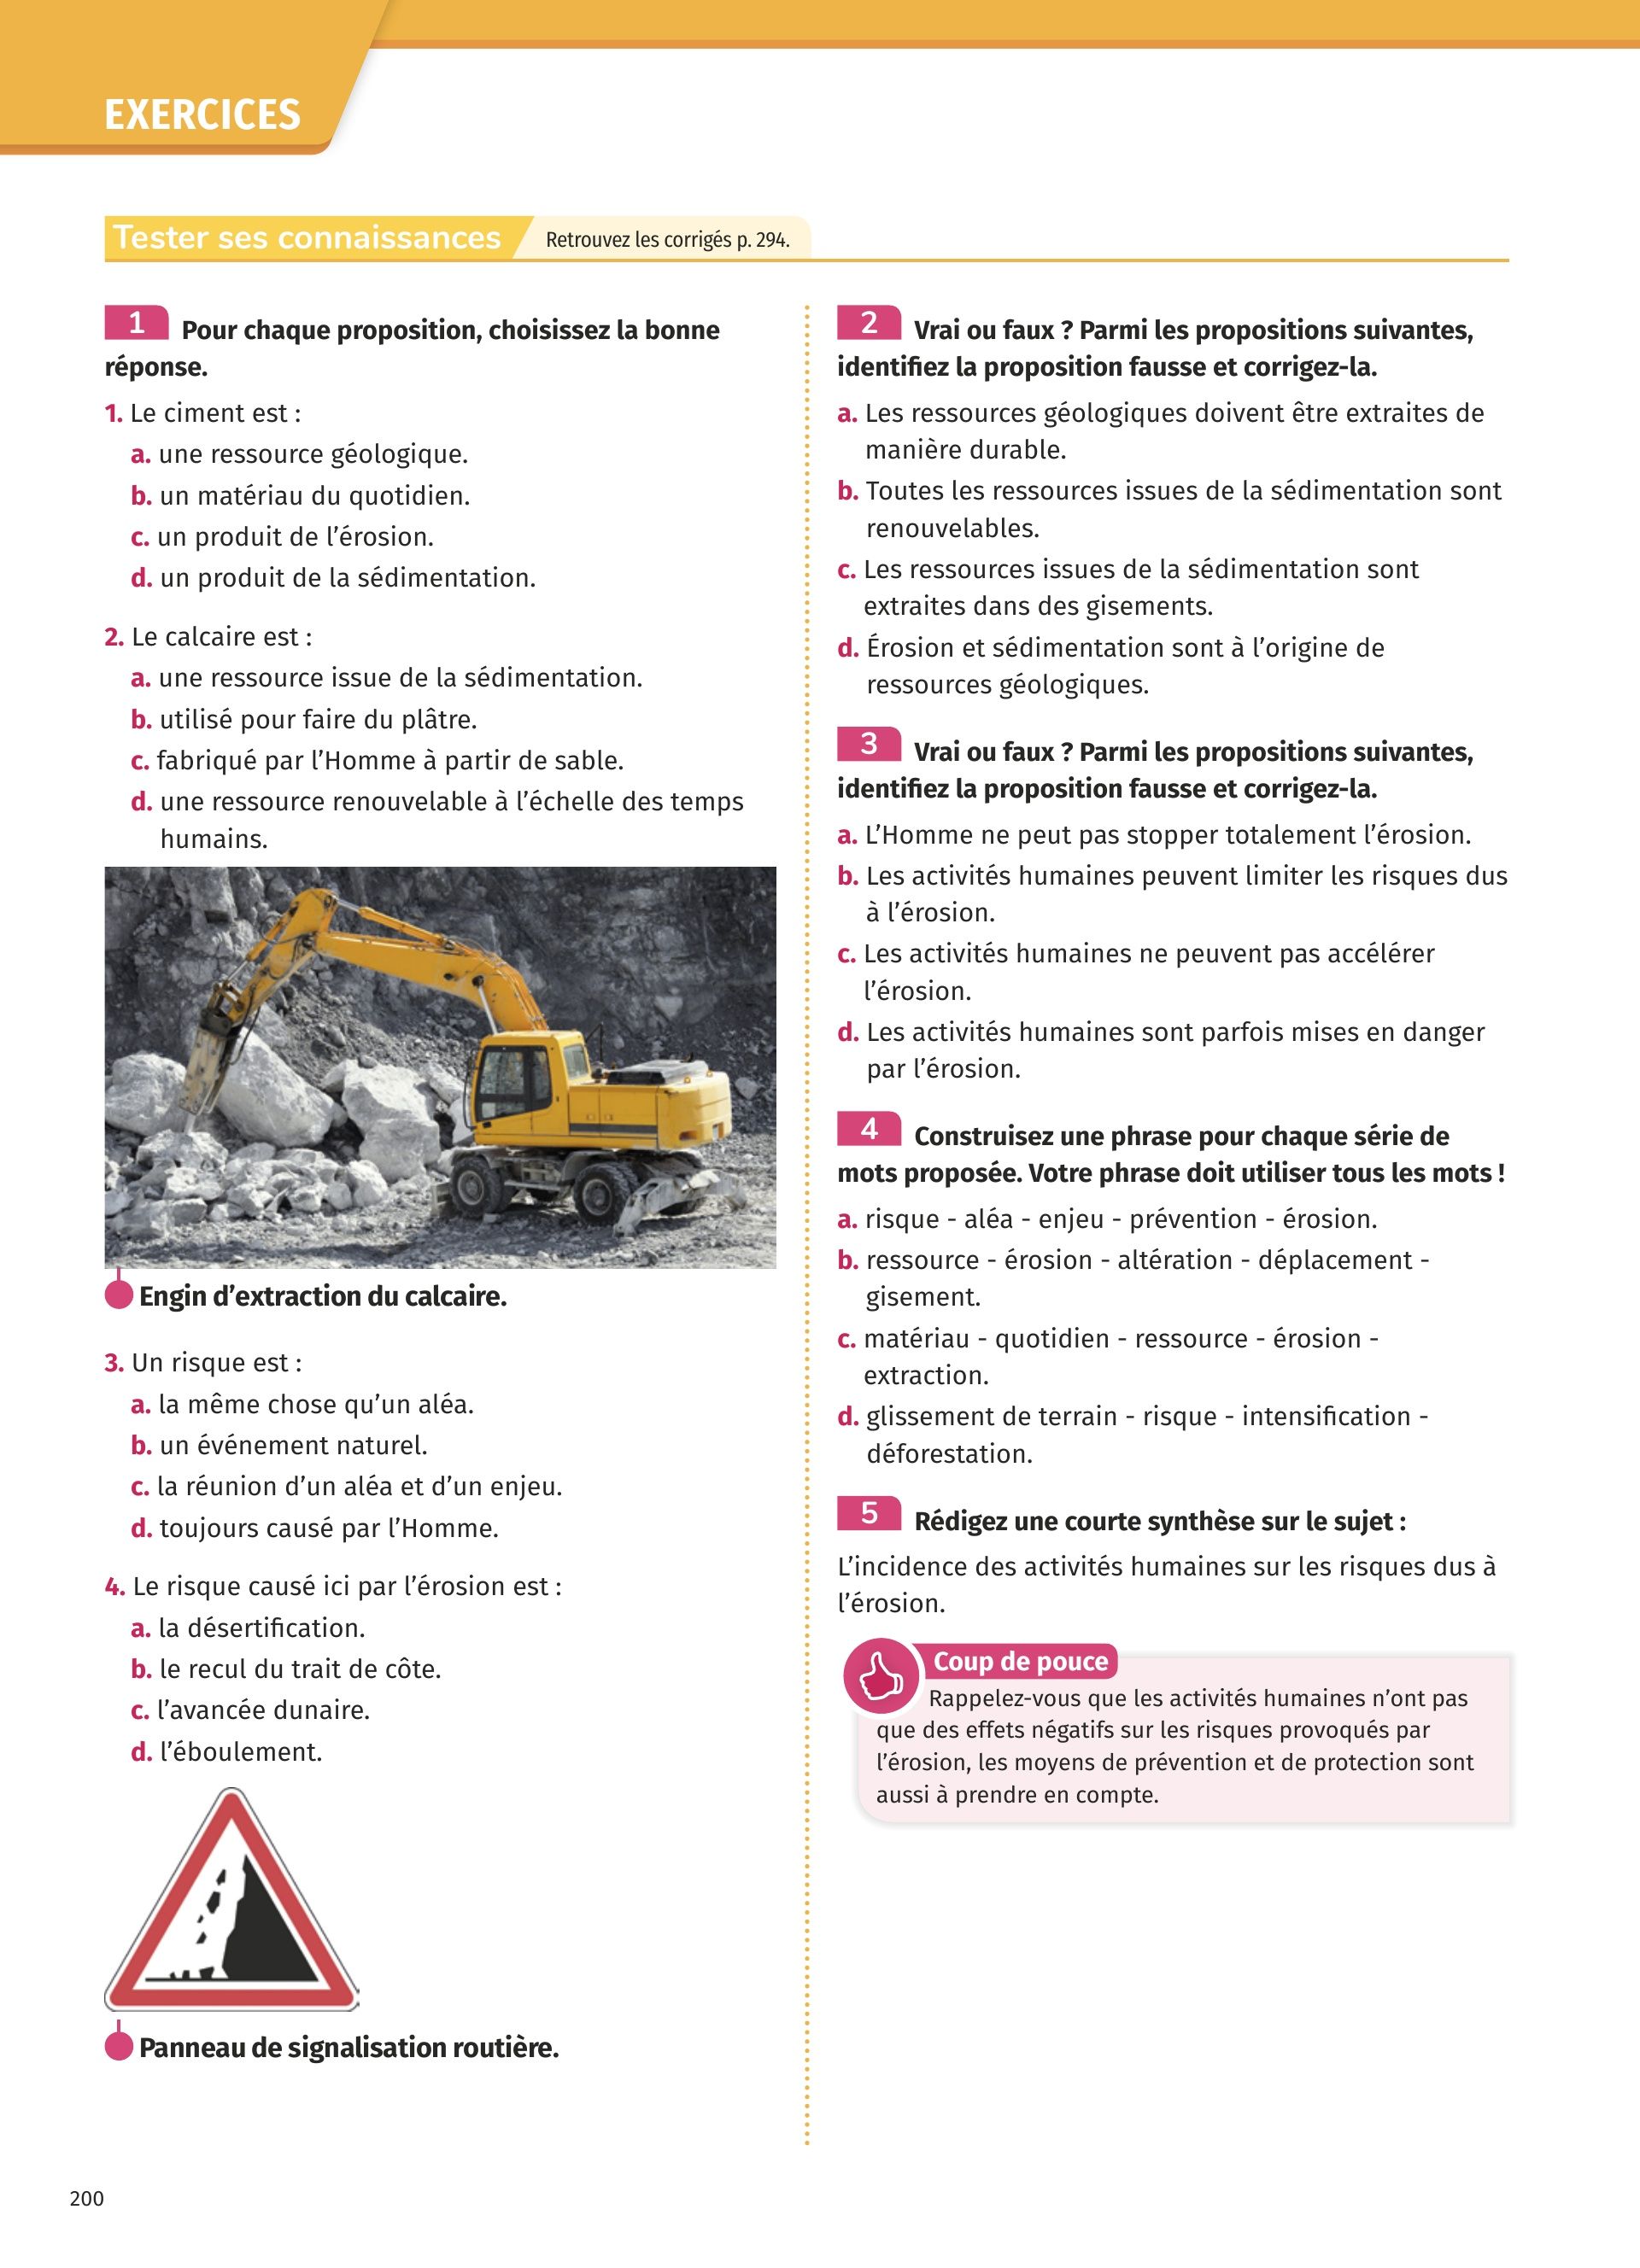 EXERCICES
Tester ses connaissances
Retrouvez les corrigés p. 294.
1 Pour chaque proposition, choisissez la bonne
réponse.
1. Le ciment est :
a. une ressource géologique.
b. un matériau du quotidien.
c. un produit de l’érosion.
d. un produit de la sédimentation.
2. Le calcaire est :
a. une ressource issue de la sédimentation.
b. utilisé pour faire du plâtre.
c. fabriqué par l’Homme à partir de sable.
d. une ressource renouvelable à l’échelle des temps
humains.
Engin d’extraction du calcaire.
3. Un risque est :
a. la même chose qu’un aléa.
b. un événement naturel.
c. la réunion d’un aléa et d’un enjeu.
d. toujours causé par l’Homme.
4. Le risque causé ici par l’érosion est :
a. la désertification.
b. le recul du trait de côte.
c. l’avancée dunaire.
d. l’éboulement.
Panneau de signalisation routière.
2 Vrai ou faux ? Parmi les propositions suivantes,
identifiez la proposition fausse et corrigez-la.
a. Les ressources géologiques doivent être extraites de
manière durable.
b. Toutes les ressources issues de la sédimentation sont
renouvelables.
c. Les ressources issues de la sédimentation sont
extraites dans des gisements.
d. Érosion et sédimentation sont à l’origine de
ressources géologiques.
3 Vrai ou faux ? Parmi les propositions suivantes,
identifiez la proposition fausse et corrigez-la.
a. L’Homme ne peut pas stopper totalement l’érosion.
b. Les activités humaines peuvent limiter les risques dus
à l’érosion.
c. Les activités humaines ne peuvent pas accélérer
l’érosion.
d. Les activités humaines sont parfois mises en danger
par l’érosion.
4 Construisez une phrase pour chaque série de
mots proposée. Votre phrase doit utiliser tous les mots !
a. risque - aléa - enjeu - prévention - érosion.
b. ressource - érosion - altération - déplacement -
gisement.
c. matériau - quotidien - ressource - érosion -
extraction.
d. glissement de terrain - risque - intensification -
déforestation.
5 Rédigez une courte synthèse sur le sujet :
L’incidence des activités humaines sur les risques dus à
l’érosion.
Coup de pouce
Rappelez-vous que les activités humaines n’ont pas
que des effets négatifs sur les risques provoqués par
l’érosion, les moyens de prévention et de protection sont
aussi à prendre en compte.
200